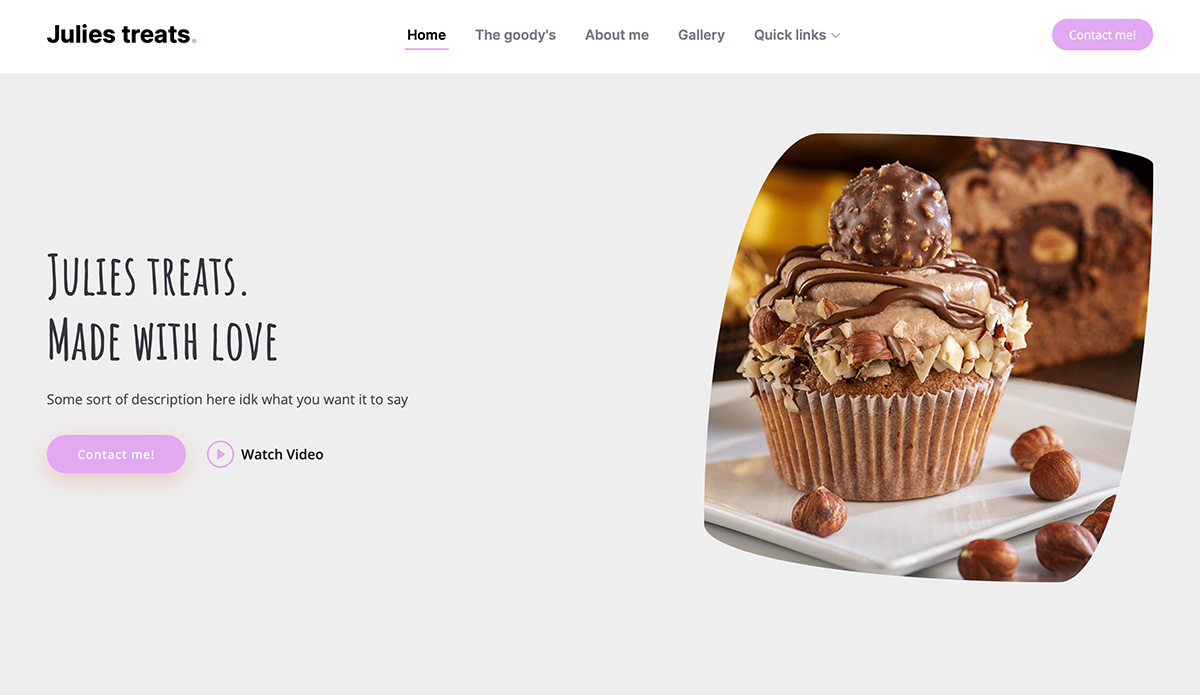 Julies treats.
Home
The goody's
About me
Gallery
Quick links
Contact me!
Julies treats.
Made with love
Some sort of description here idk what you want it to say
Contact me!
Watch Video